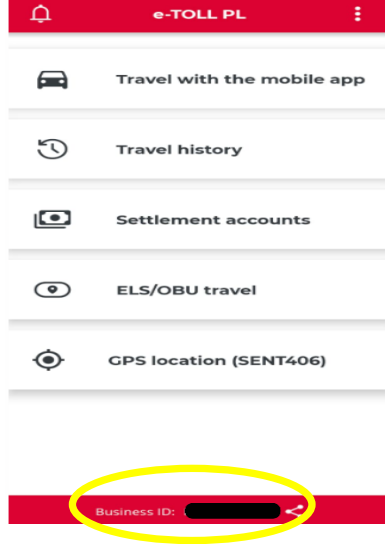 e-TOLL PL
Travel with the mobile app
Travel history
Settlement accounts
ELS/OBU travel
GPS location (SENT406)
Business ID: